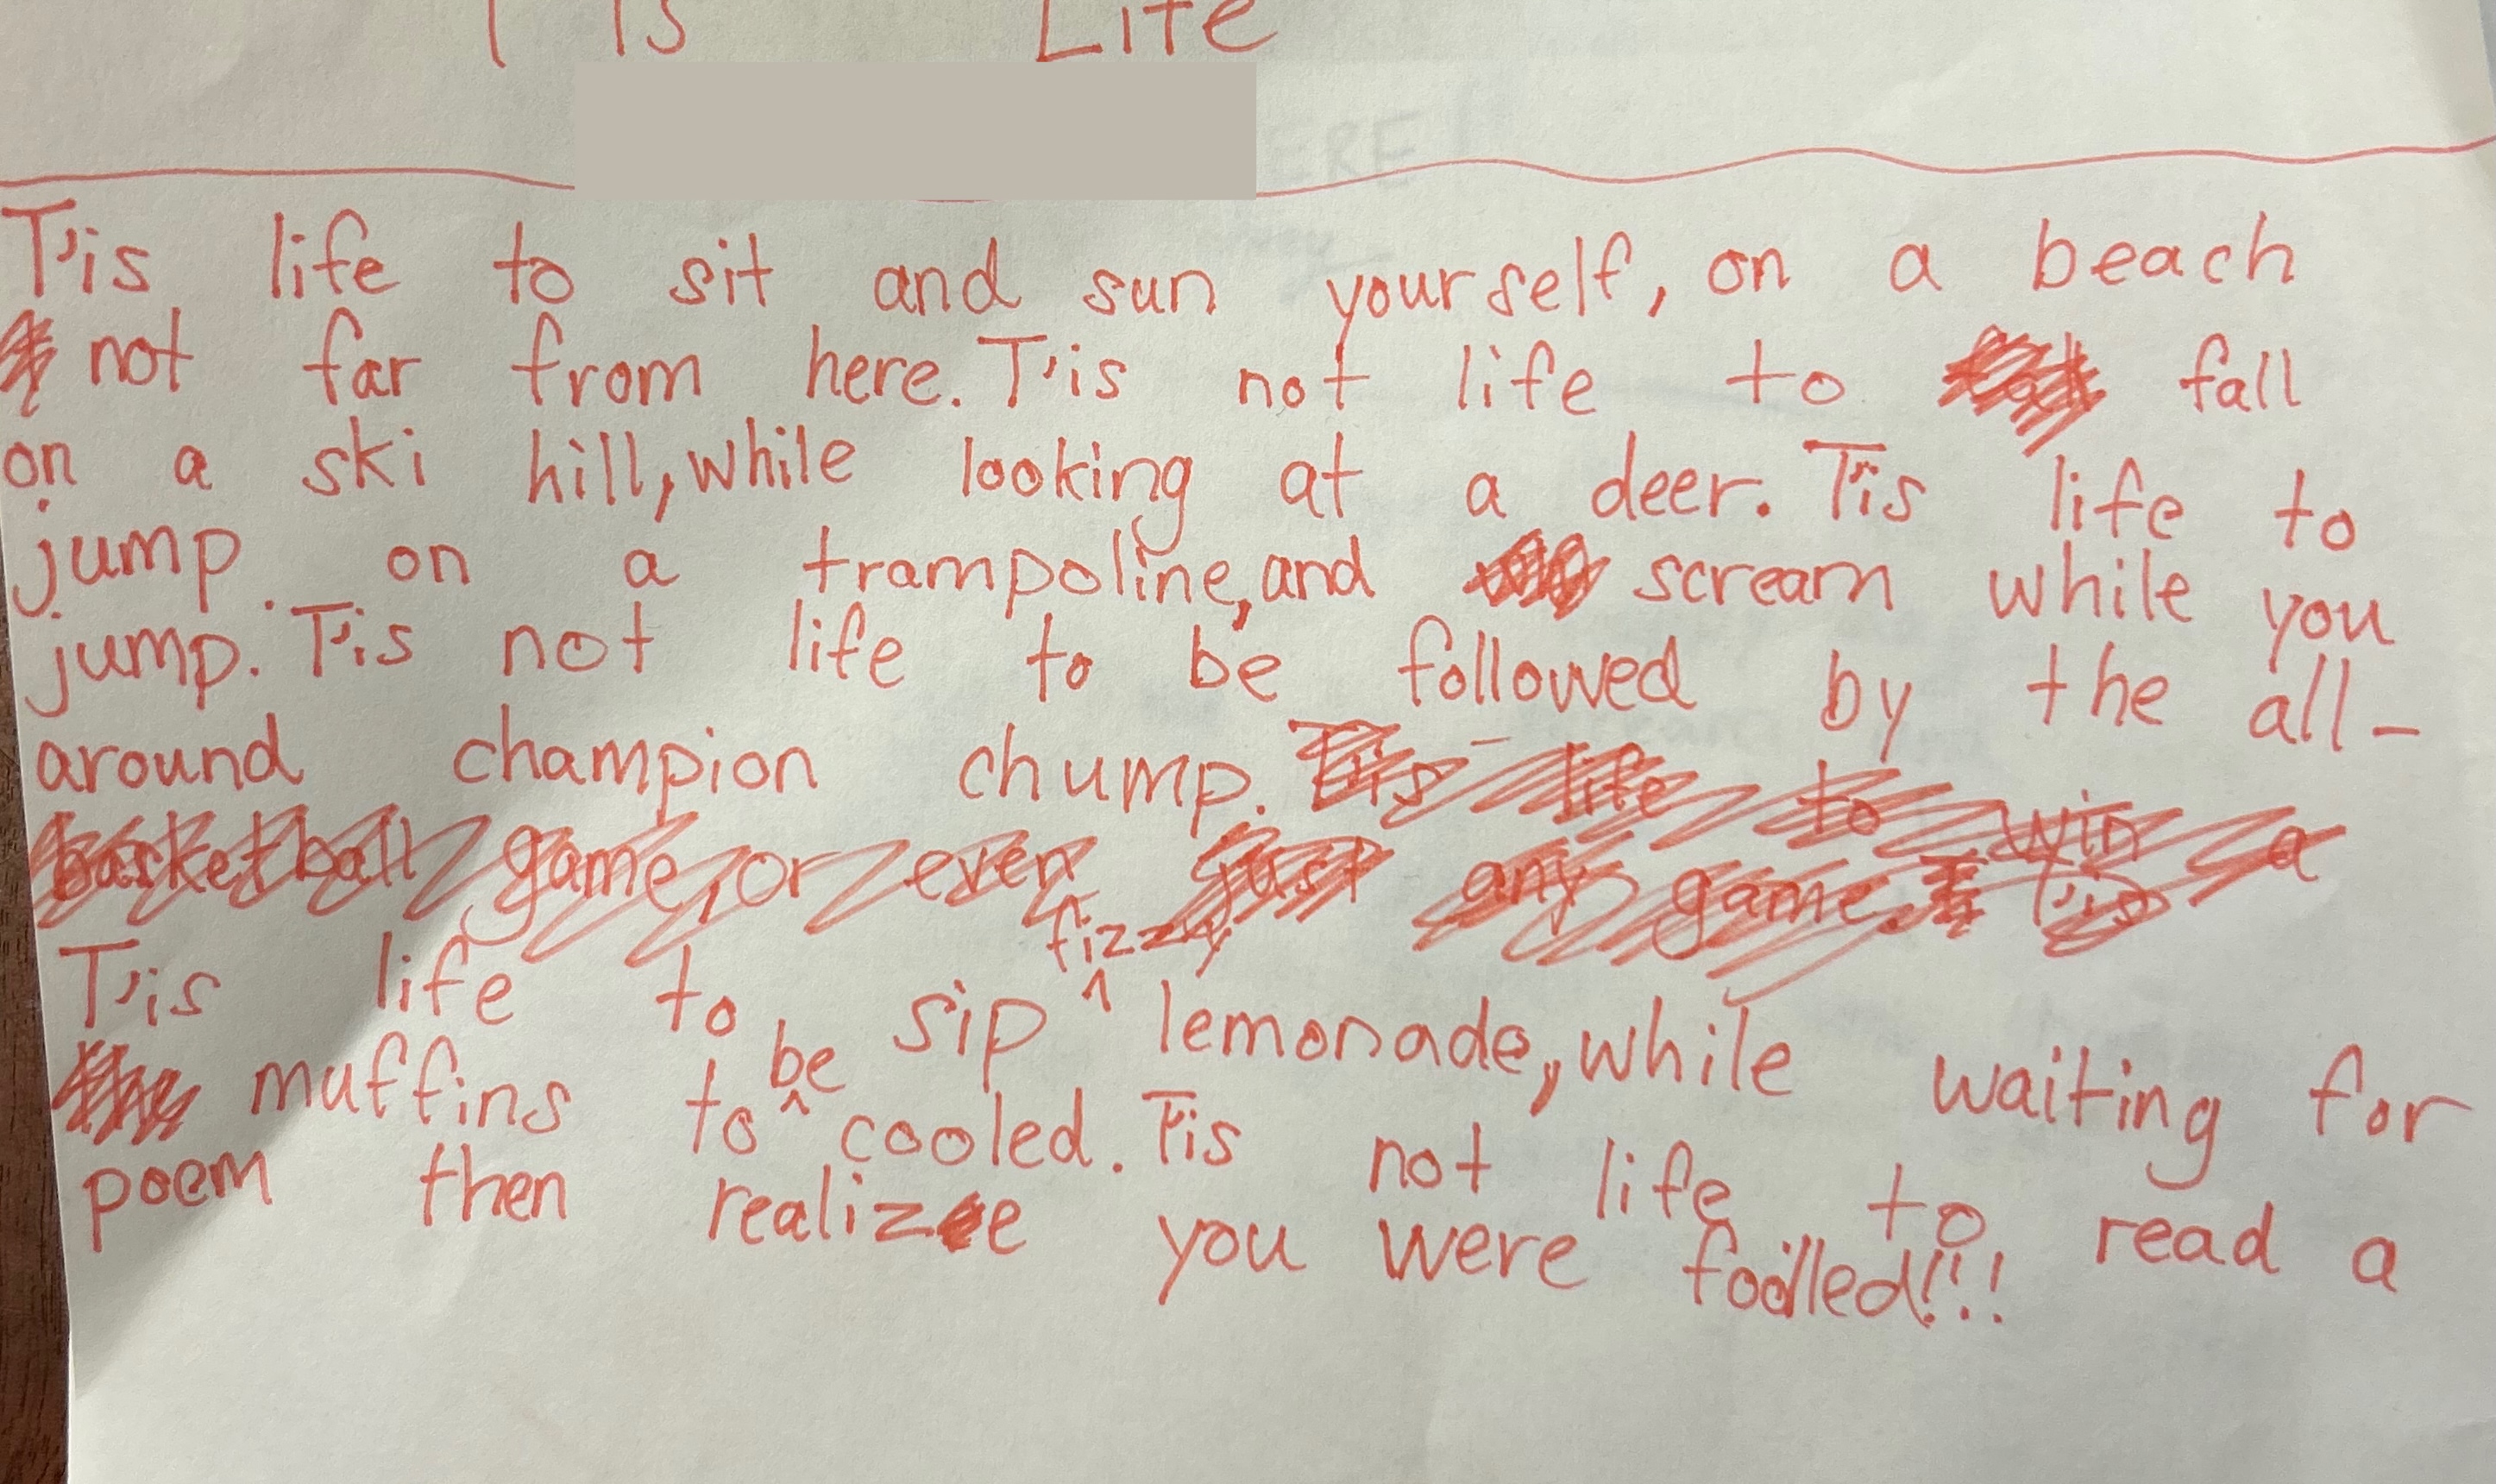 T'is Life
T'is life to sit and sun yourself, on a beach
not far from here. T'is not life to fall
on a ski hill, while looking at a deer. T'is life to
jump on a trampoline, and scream while you
jump. T'is not life to be followed by the all-
around champion chump. T'is life to win a
basketball game, or even just any game. T'is
T'is life to sip fizzy lemonade, while waiting for
muffins to be cooled. T'is not life to read a
poem then realize you were foolled!!!